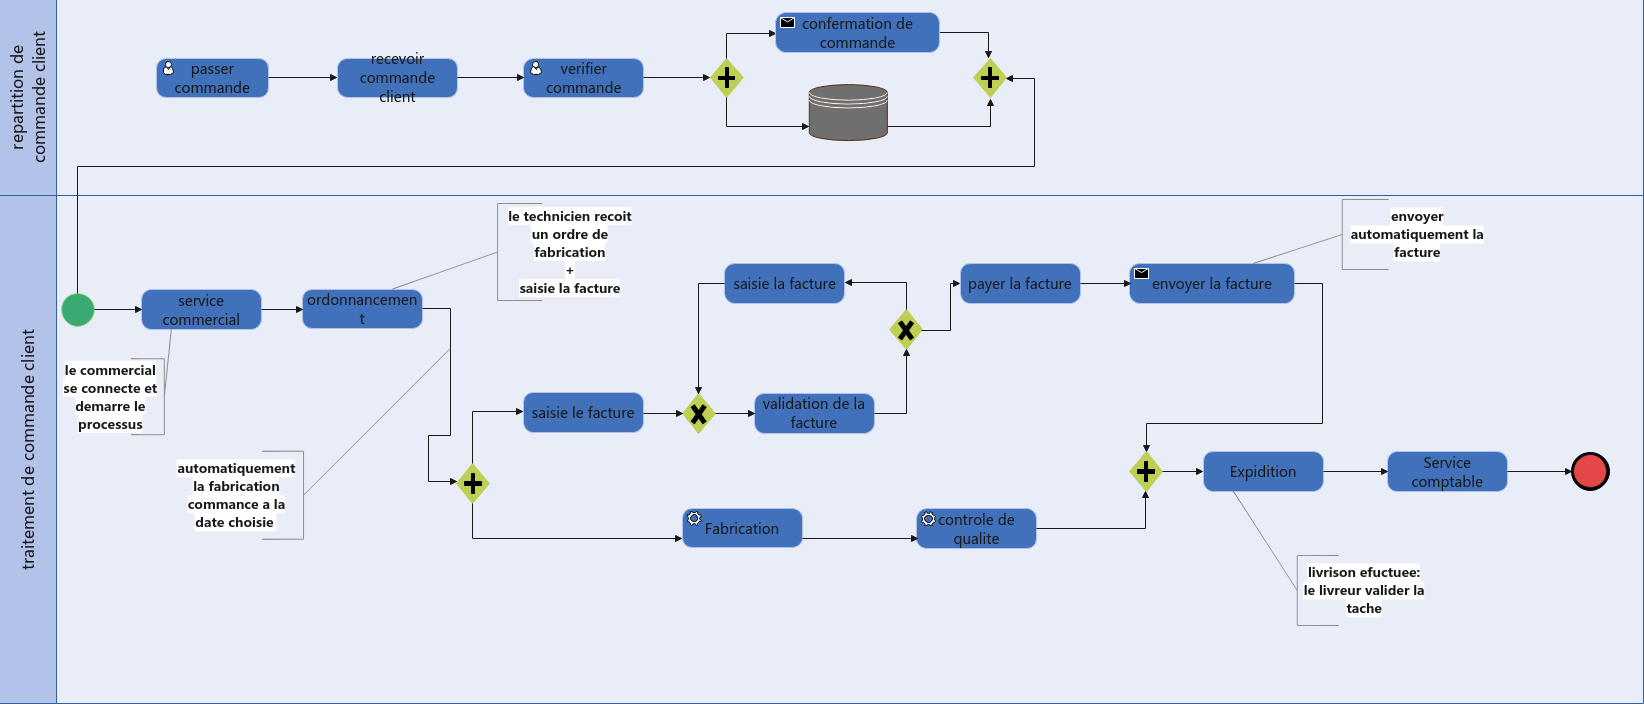 repartition de
commande client
passer
commande
recevoir
commande
client
verifier
commande
confermation de
commande
traitement de commande client
service
commercial
ordonnancemen
t
le technicien recoit
un ordre de
fabrication
+
saisie la facture
le commercial
se connecte et
demarre le
processus
automatiquement
la fabrication
commance a la
date choisie
saisie le facture
saisie la facture
validation de la
facture
payer la facture
envoyer la facture
envoyer
automatiquement la
facture
Fabrication
controle de
qualite
Expidition
Service
comptable
livrison efuctuee:
le livreur valider la
tache